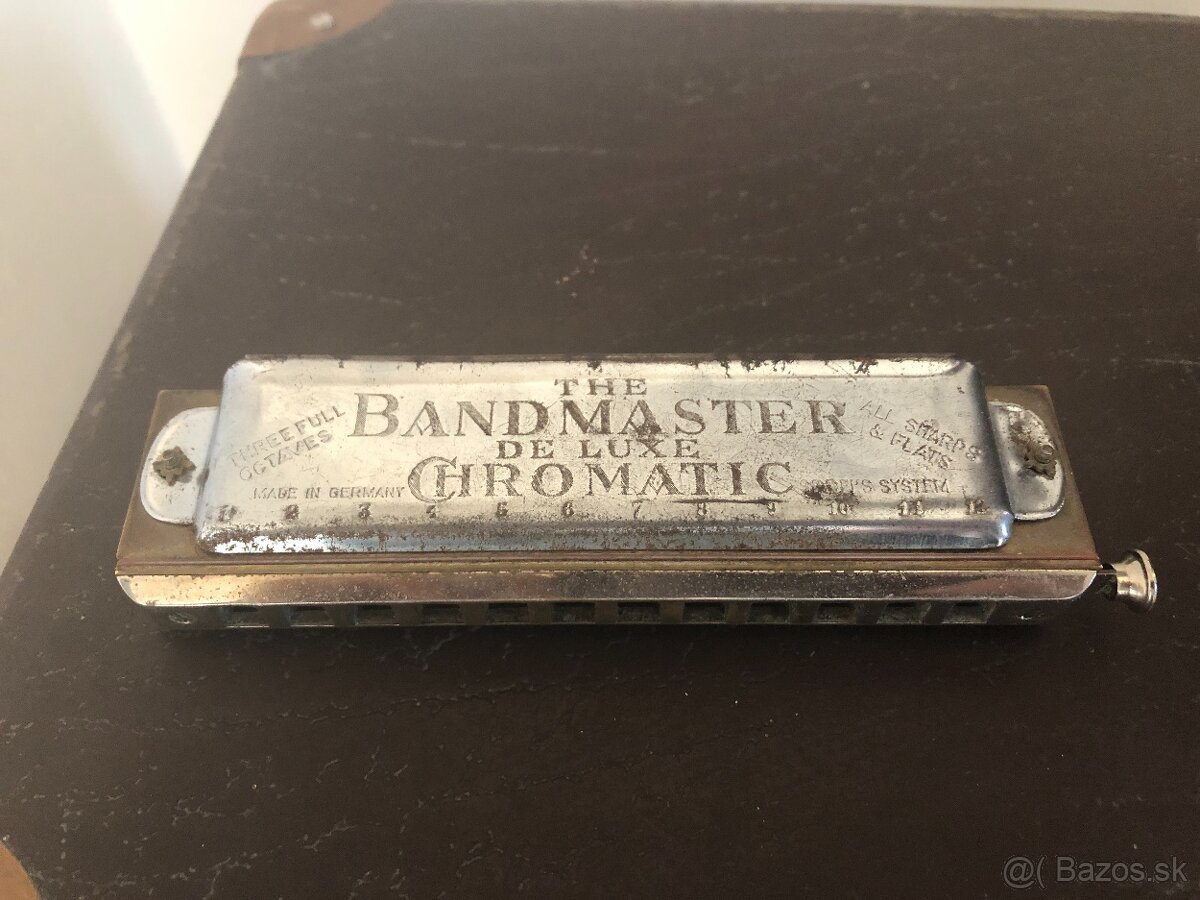 THE
BANDMASTER
DE LUXE
CHROMATIC
THREE FULL
OCTAVES
ALL SHARPS
& FLATS
MADE IN GERMANY
SYSTEM
1 2 3 4 5 6 7 8 9 10 11 12
@( Bazos.sk